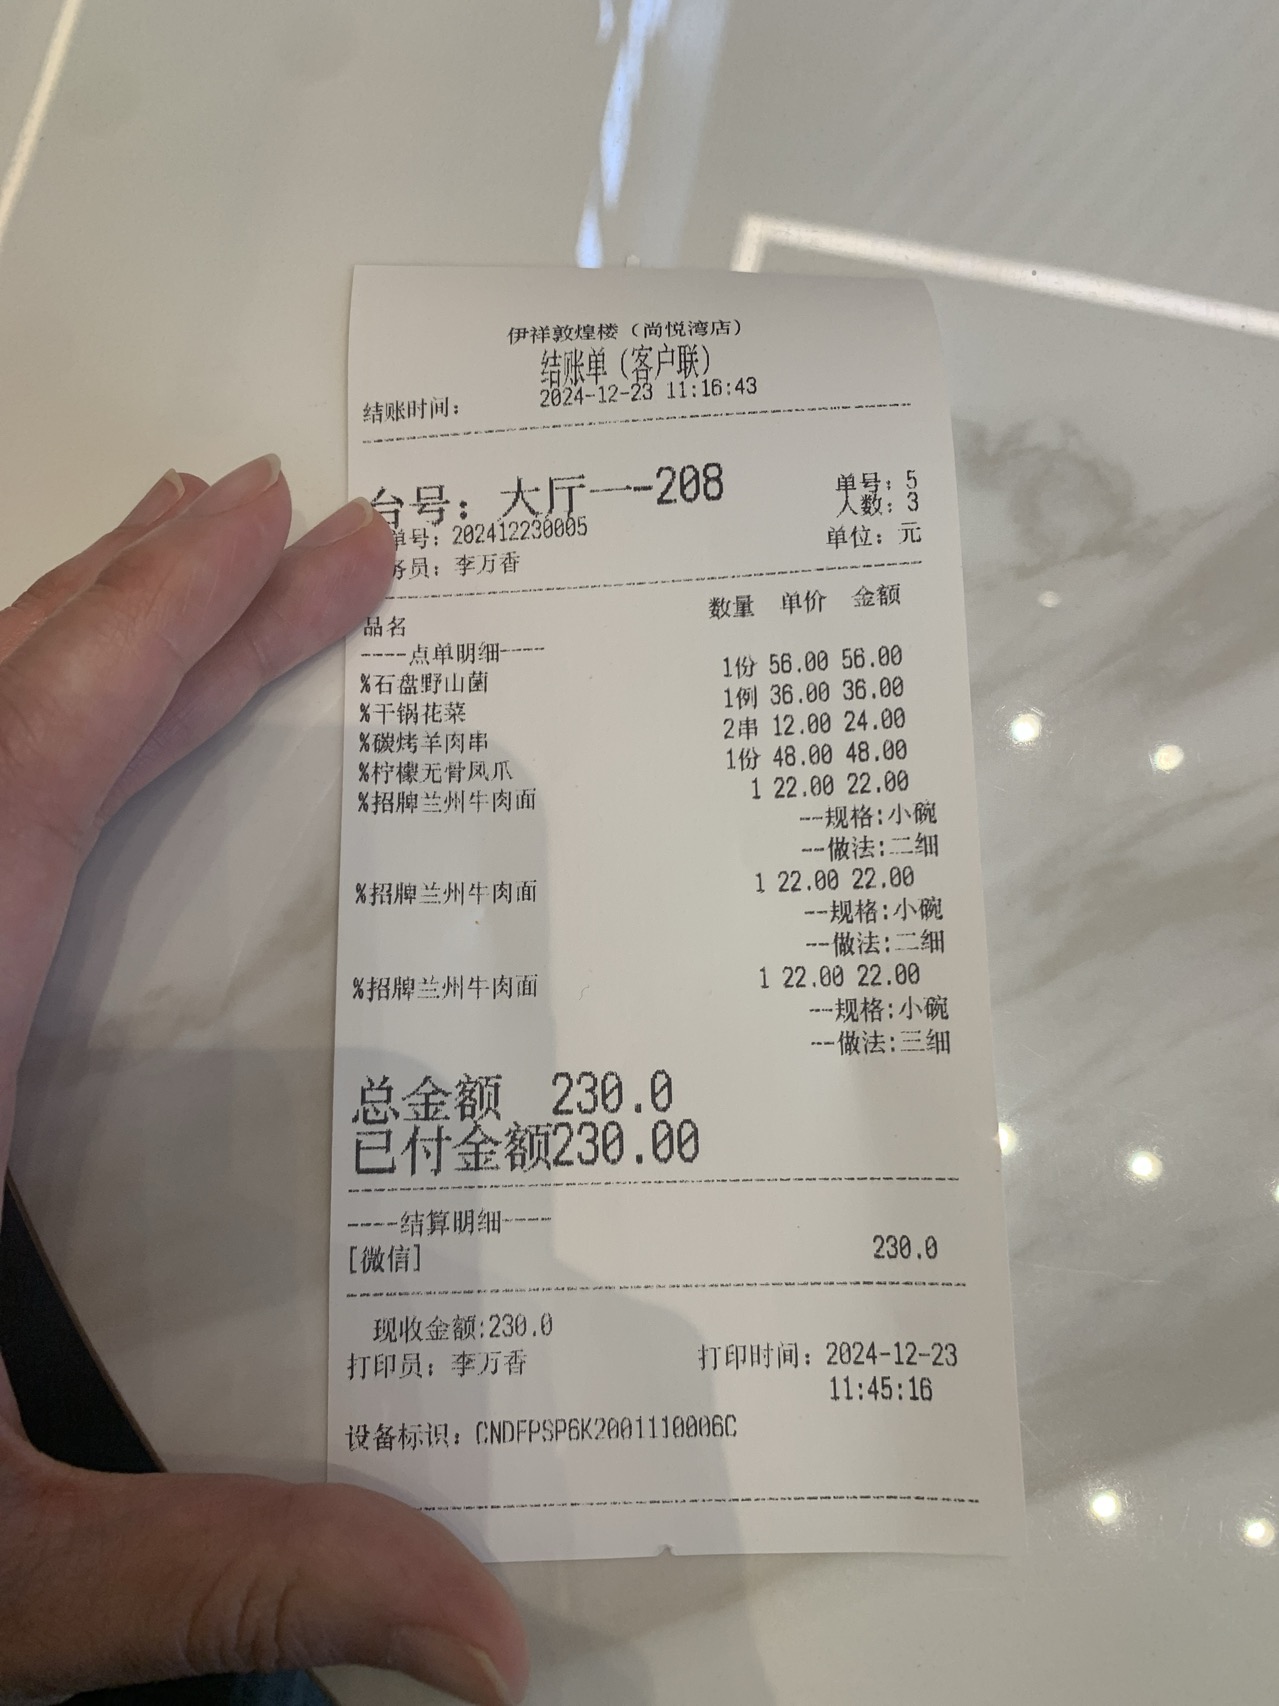 伊祥敦煌楼（尚悦湾店）
结账单（客户联）
结账时间： 2024-12-23 11:16:43
台号：大厅一-208 单号：5
人数：3
单号：202412230005 单位：元
务员：李万香
品名 数量 单价 金额
----点单明细----
%石盘野山菌 1份 56.00 56.00
%干锅花菜 1例 36.00 36.00
%碳烤羊肉串 2串 12.00 24.00
%柠檬无骨凤爪 1份 48.00 48.00
%招牌兰州牛肉面 1 22.00 22.00
--规格:小碗
--做法:二细
%招牌兰州牛肉面 1 22.00 22.00
--规格:小碗
--做法:二细
%招牌兰州牛肉面 1 22.00 22.00
--规格:小碗
--做法:三细
总金额 230.0
已付金额230.00
----结算明细----
[微信] 230.0
现收金额:230.0
打印员：李万香 打印时间：2024-12-23
11:45:16
设备标识：CNDFPSP6K2001110006C